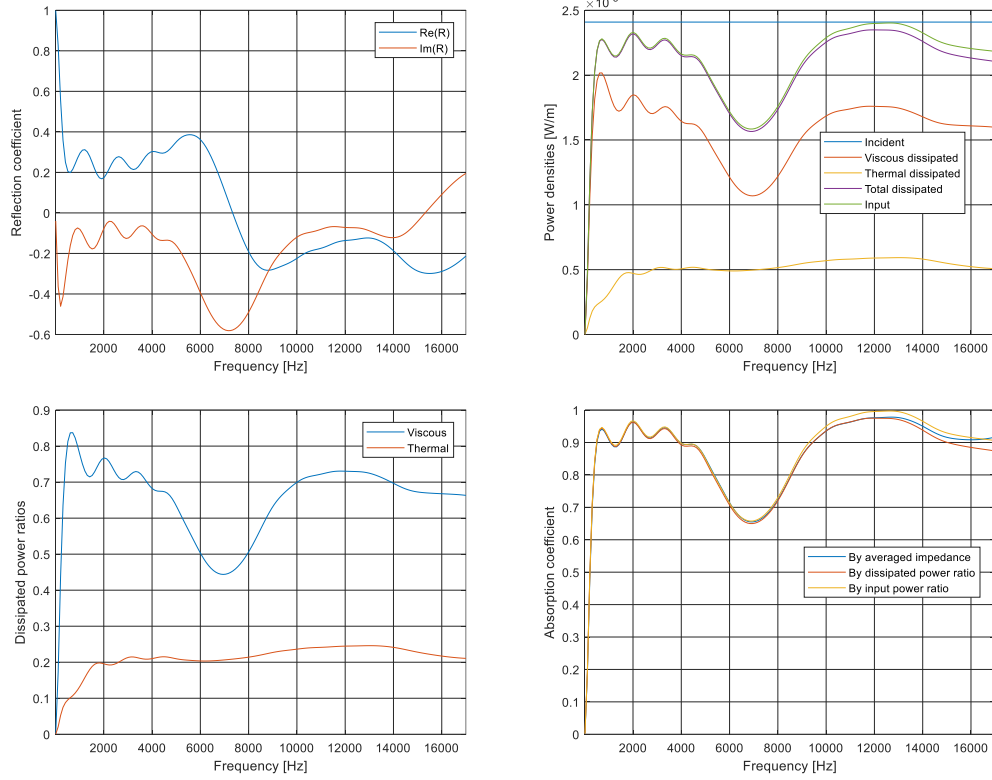 Reflection coefficient
1
0.8
0.6
0.4
0.2
0
-0.2
-0.4
-0.6
Re(R)
Im(R)
2000 4000 6000 8000 10000 12000 14000 16000
Frequency [Hz]
Power densities [W/m]
2.5
2
1.5
1
0.5
0
Incident
Viscous dissipated
Thermal dissipated
Total dissipated
Input
2000 4000 6000 8000 10000 12000 14000 16000
Frequency [Hz]
Dissipated power ratios
0.9
0.8
0.7
0.6
0.5
0.4
0.3
0.2
0.1
0
Viscous
Thermal
2000 4000 6000 8000 10000 12000 14000 16000
Frequency [Hz]
Absorption coefficient
1
0.9
0.8
0.7
0.6
0.5
0.4
0.3
0.2
0.1
0
By averaged impedance
By dissipated power ratio
By input power ratio
2000 4000 6000 8000 10000 12000 14000 16000
Frequency [Hz]